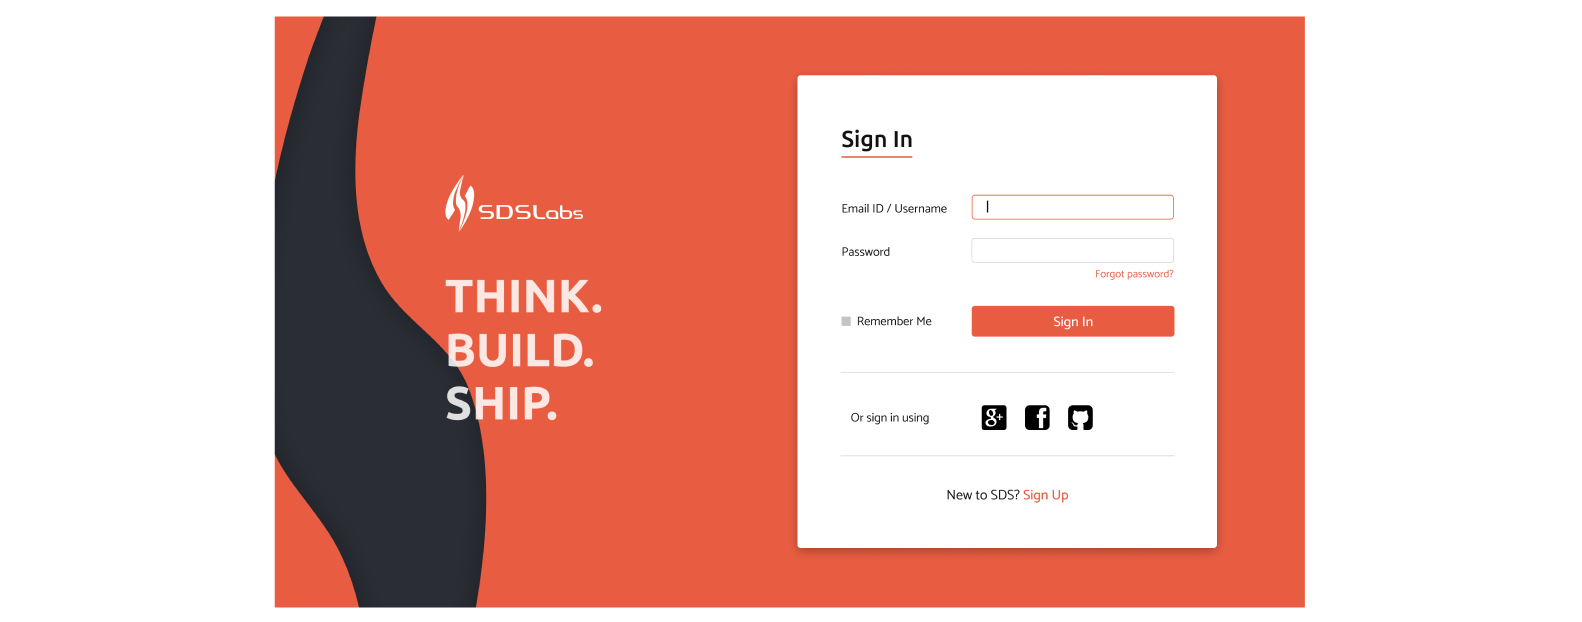 SDSLabs
THINK.
BUILD.
SHIP.
Sign In
Email ID / Username
Password
Forgot password?
Remember Me
Sign In
Or sign in using
g+
f
New to SDS? Sign Up